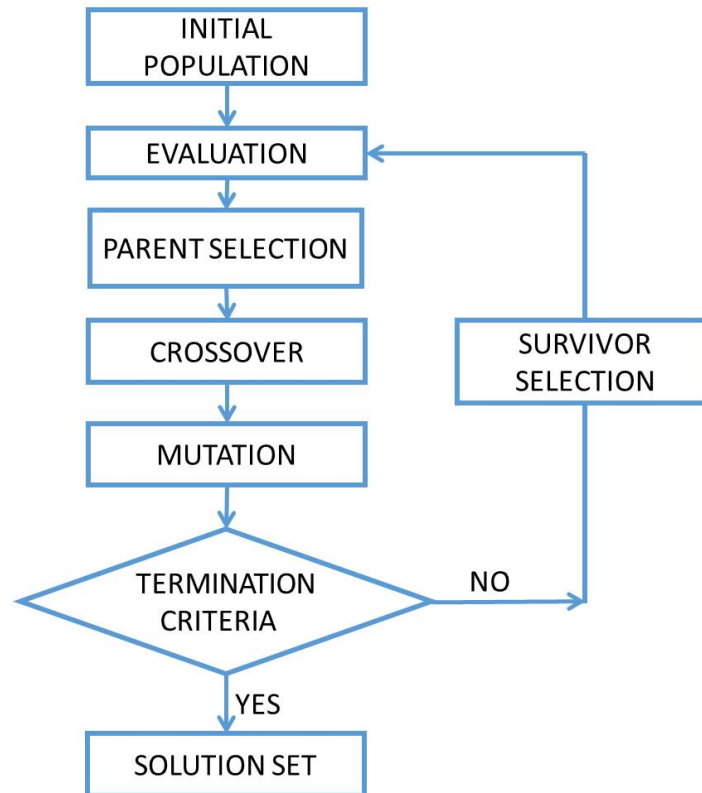 INITIAL
POPULATION
EVALUATION
PARENT SELECTION
CROSSOVER
SURVIVOR
SELECTION
MUTATION
TERMINATION
CRITERIA
NO
YES
SOLUTION SET